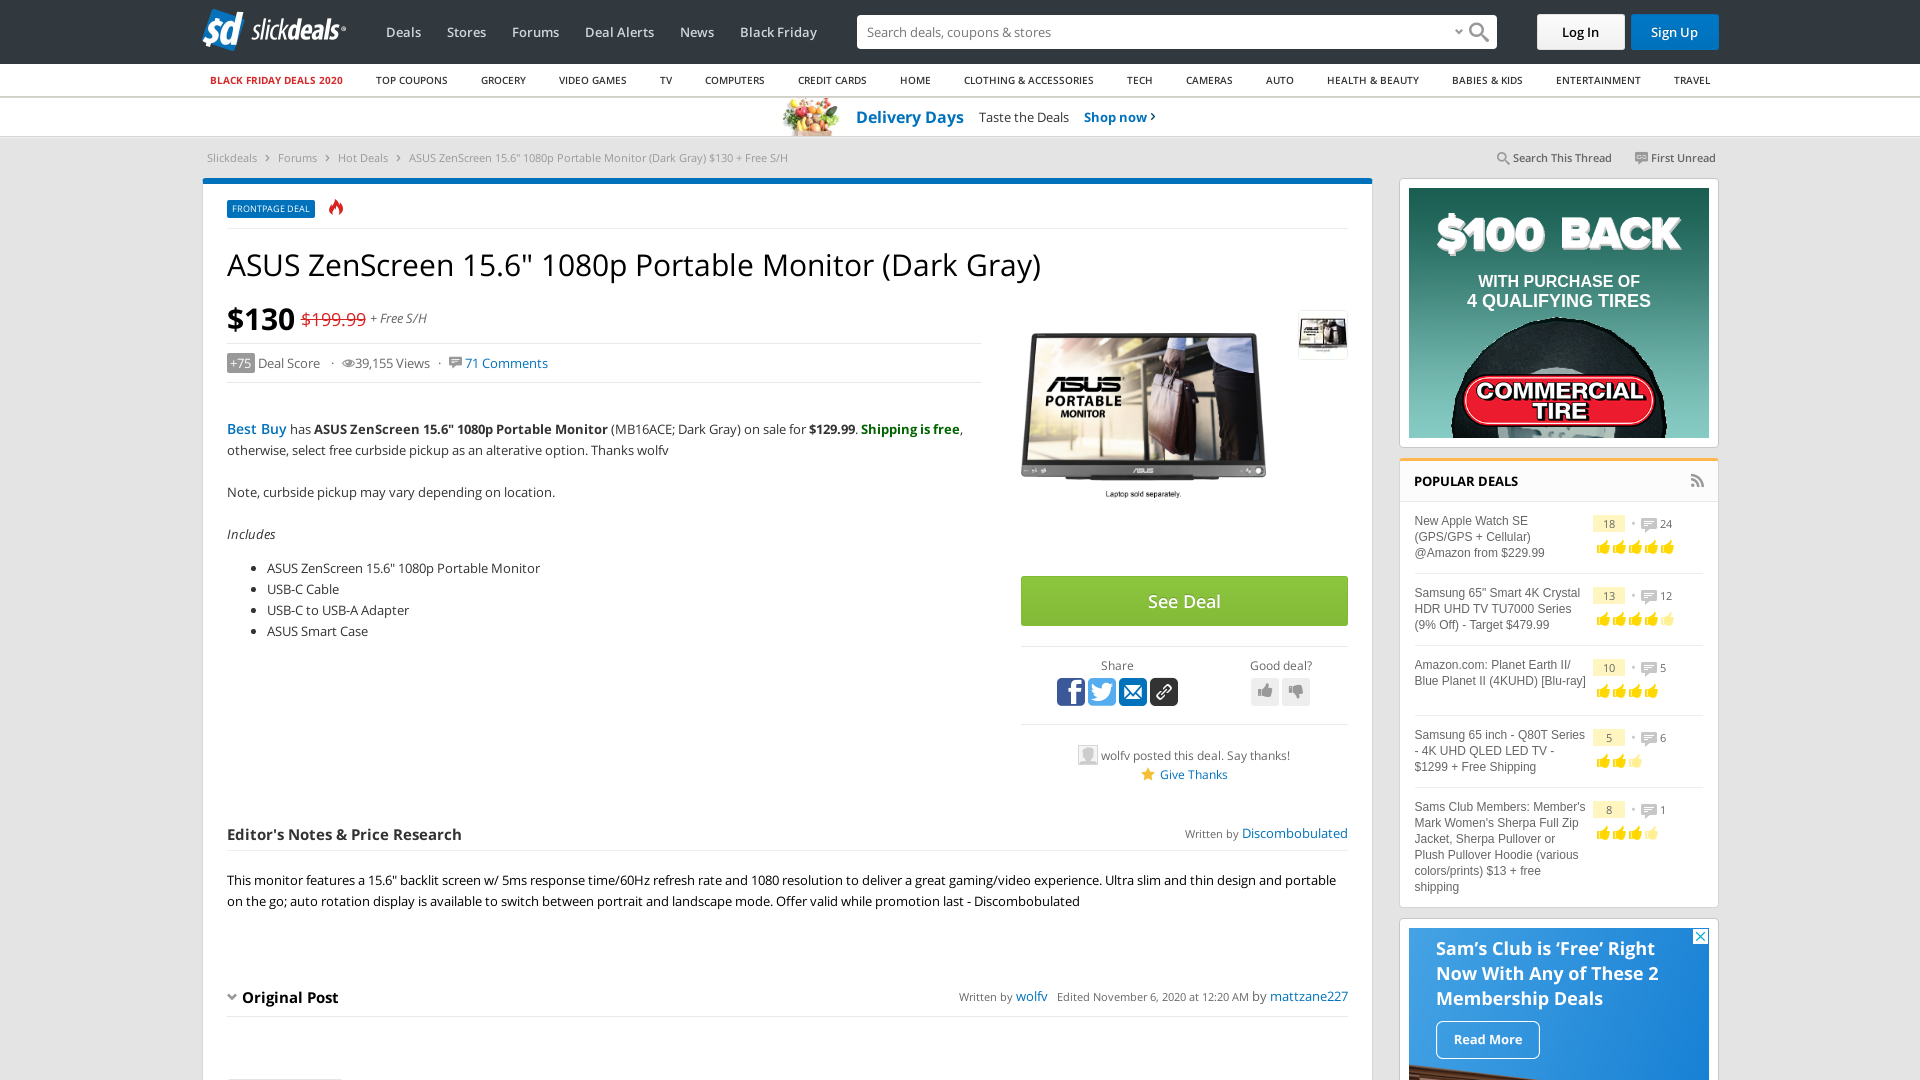 slickdeals
Deals
Stores
Forums
Deal Alerts
News
Black Friday
Search deals, coupons & stores
Log In
Sign Up
BLACK FRIDAY DEALS 2020
TOP COUPONS
GROCERY
VIDEO GAMES
TV
COMPUTERS
CREDIT CARDS
HOME
CLOTHING & ACCESSORIES
TECH
CAMERAS
AUTO
HEALTH & BEAUTY
BABIES & KIDS
ENTERTAINMENT
TRAVEL
Delivery Days Taste the Deals Shop now ›
Slickdeals › Forums › Hot Deals › ASUS ZenScreen 15.6" 1080p Portable Monitor (Dark Gray) $130 + Free S/H
Search This Thread
First Unread
FRONTPAGE DEAL
ASUS ZenScreen 15.6" 1080p Portable Monitor (Dark Gray)
$130 $199.99 + Free S/H
+75 Deal Score · 39,155 Views · 71 Comments
Best Buy has ASUS ZenScreen 15.6" 1080p Portable Monitor (MB16ACE; Dark Gray) on sale for $129.99. Shipping is free,
otherwise, select free curbside pickup as an alterative option. Thanks wolfv
Note, curbside pickup may vary depending on location.
Includes
ASUS ZenScreen 15.6" 1080p Portable Monitor
USB-C Cable
USB-C to USB-A Adapter
ASUS Smart Case
ASUS
PORTABLE
MONITOR
ASUS
Laptop sold separately.
See Deal
Share
Good deal?
wolfv posted this deal. Say thanks!
Give Thanks
Editor's Notes & Price Research
Written by Discombobulated
This monitor features a 15.6" backlit screen w/ 5ms response time/60Hz refresh rate and 1080 resolution to deliver a great gaming/video experience. Ultra slim and thin design and portable
on the go; auto rotation display is available to switch between portrait and landscape mode. Offer valid while promotion last - Discombobulated
Original Post
Written by wolfv Edited November 6, 2020 at 12:20 AM by mattzane227
$100 BACK
WITH PURCHASE OF
4 QUALIFYING TIRES
COMMERCIAL
TIRE
POPULAR DEALS
New Apple Watch SE
(GPS/GPS + Cellular)
@Amazon from $229.99
18 • 24
Samsung 65" Smart 4K Crystal
HDR UHD TV TU7000 Series
(9% Off) - Target $479.99
13 • 12
Amazon.com: Planet Earth II/
Blue Planet II (4KUHD) [Blu-ray]
10 • 5
Samsung 65 inch - Q80T Series
- 4K UHD QLED LED TV -
$1299 + Free Shipping
5 • 6
Sams Club Members: Member's
Mark Women's Sherpa Full Zip
Jacket, Sherpa Pullover or
Plush Pullover Hoodie (various
colors/prints) $13 + free
shipping
8 • 1
Sam's Club is ‘Free’ Right
Now With Any of These 2
Membership Deals
Read More